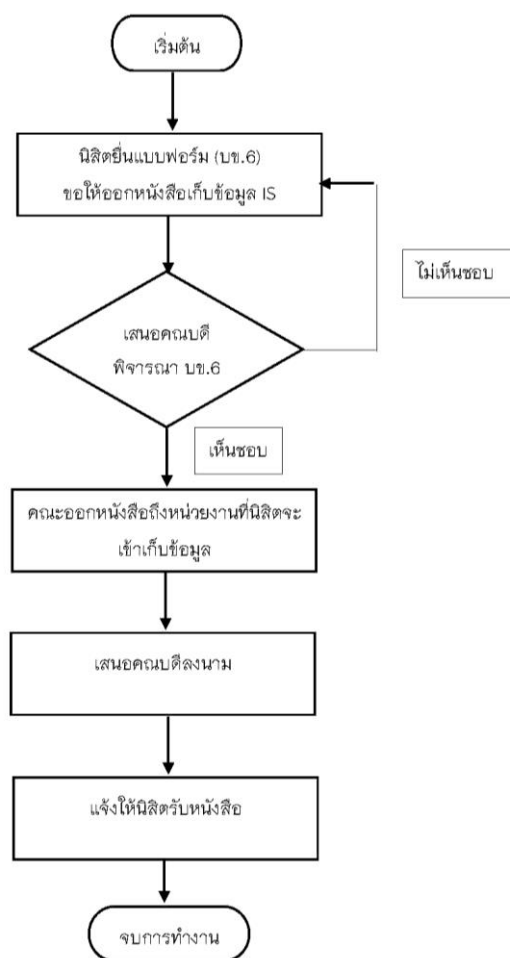 เริ่มต้น
นิสิตยื่นแบบฟอร์ม (บข.6)
ขอให้ออกหนังสือเก็บข้อมูล IS
ไม่เห็นชอบ
เสนอคณบดี
พิจารณา บข.6
เห็นชอบ
คณะออกหนังสือถึงหน่วยงานที่นิสิตจะ
เข้าเก็บข้อมูล
เสนอคณบดีลงนาม
แจ้งให้นิสิตรับหนังสือ
จบการทำงาน